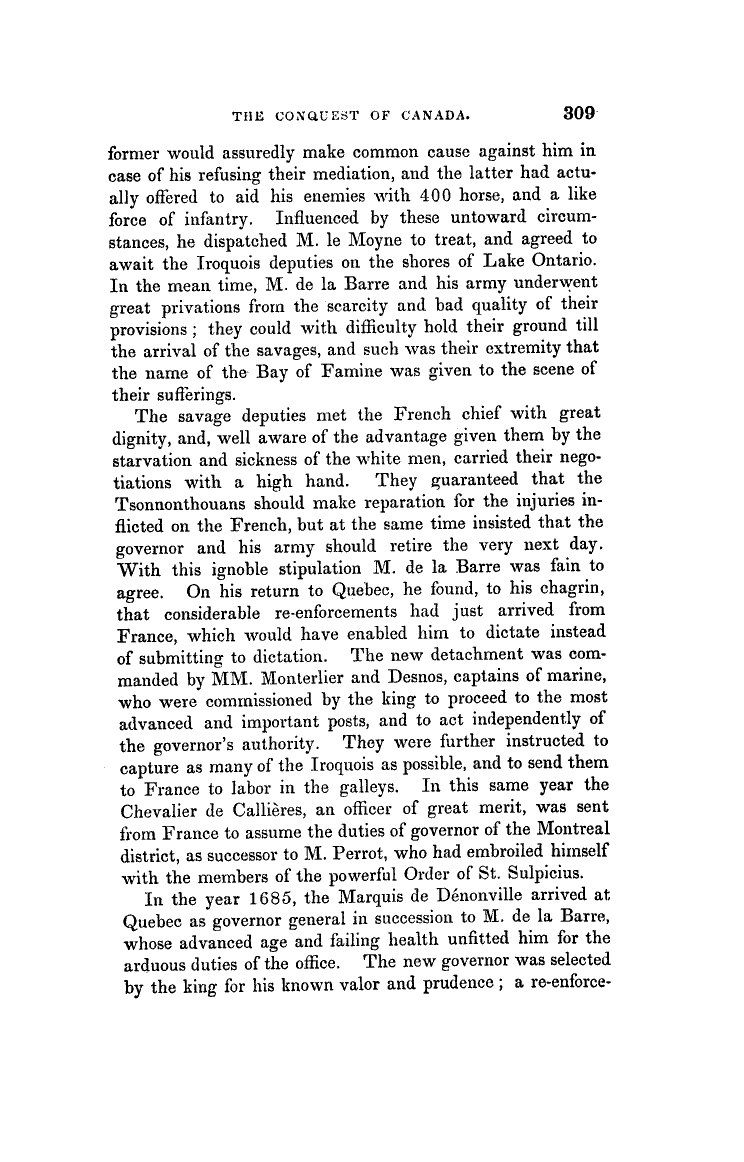 THE CONQUEST OF CANADA. 309
former would assuredly make common cause against him in
case of his refusing their mediation, and the latter had actu-
ally offered to aid his enemies with 400 horse, and a like
force of infantry. Influenced by these untoward circum-
stances, he dispatched M. le Moyne to treat, and agreed to
await the Iroquois deputies on the shores of Lake Ontario.
In the mean time, M. de la Barre and his army underwent
great privations from the scarcity and bad quality of their
provisions; they could with difficulty hold their ground till
the arrival of the savages, and such was their extremity that
the name of the Bay of Famine was given to the scene of
their sufferings.
The savage deputies met the French chief with great
dignity, and, well aware of the advantage given them by the
starvation and sickness of the white men, carried their nego-
tiations with a high hand. They guaranteed that the
Tsonnonthouans should make reparation for the injuries in-
flicted on the French, but at the same time insisted that the
governor and his army should retire the very next day.
With this ignoble stipulation M. de la Barre was fain to
agree. On his return to Quebec, he found, to his chagrin,
that considerable re-enforcements had just arrived from
France, which would have enabled him to dictate instead
of submitting to dictation. The new detachment was com-
manded by MM. Monterlier and Desnos, captains of marine,
who were commissioned by the king to proceed to the most
advanced and important posts, and to act independently of
the governor's authority. They were further instructed to
capture as many of the Iroquois as possible, and to send them
to France to labor in the galleys. In this same year the
Chevalier de Callières, an officer of great merit, was sent
from France to assume the duties of governor of the Montreal
district, as successor to M. Perrot, who had embroiled himself
with the members of the powerful Order of St. Sulpicius.
In the year 1685, the Marquis de Dénonville arrived at
Quebec as governor general in succession to M. de la Barre,
whose advanced age and failing health unfitted him for the
arduous duties of the office. The new governor was selected
by the king for his known valor and prudence; a re-enforce-